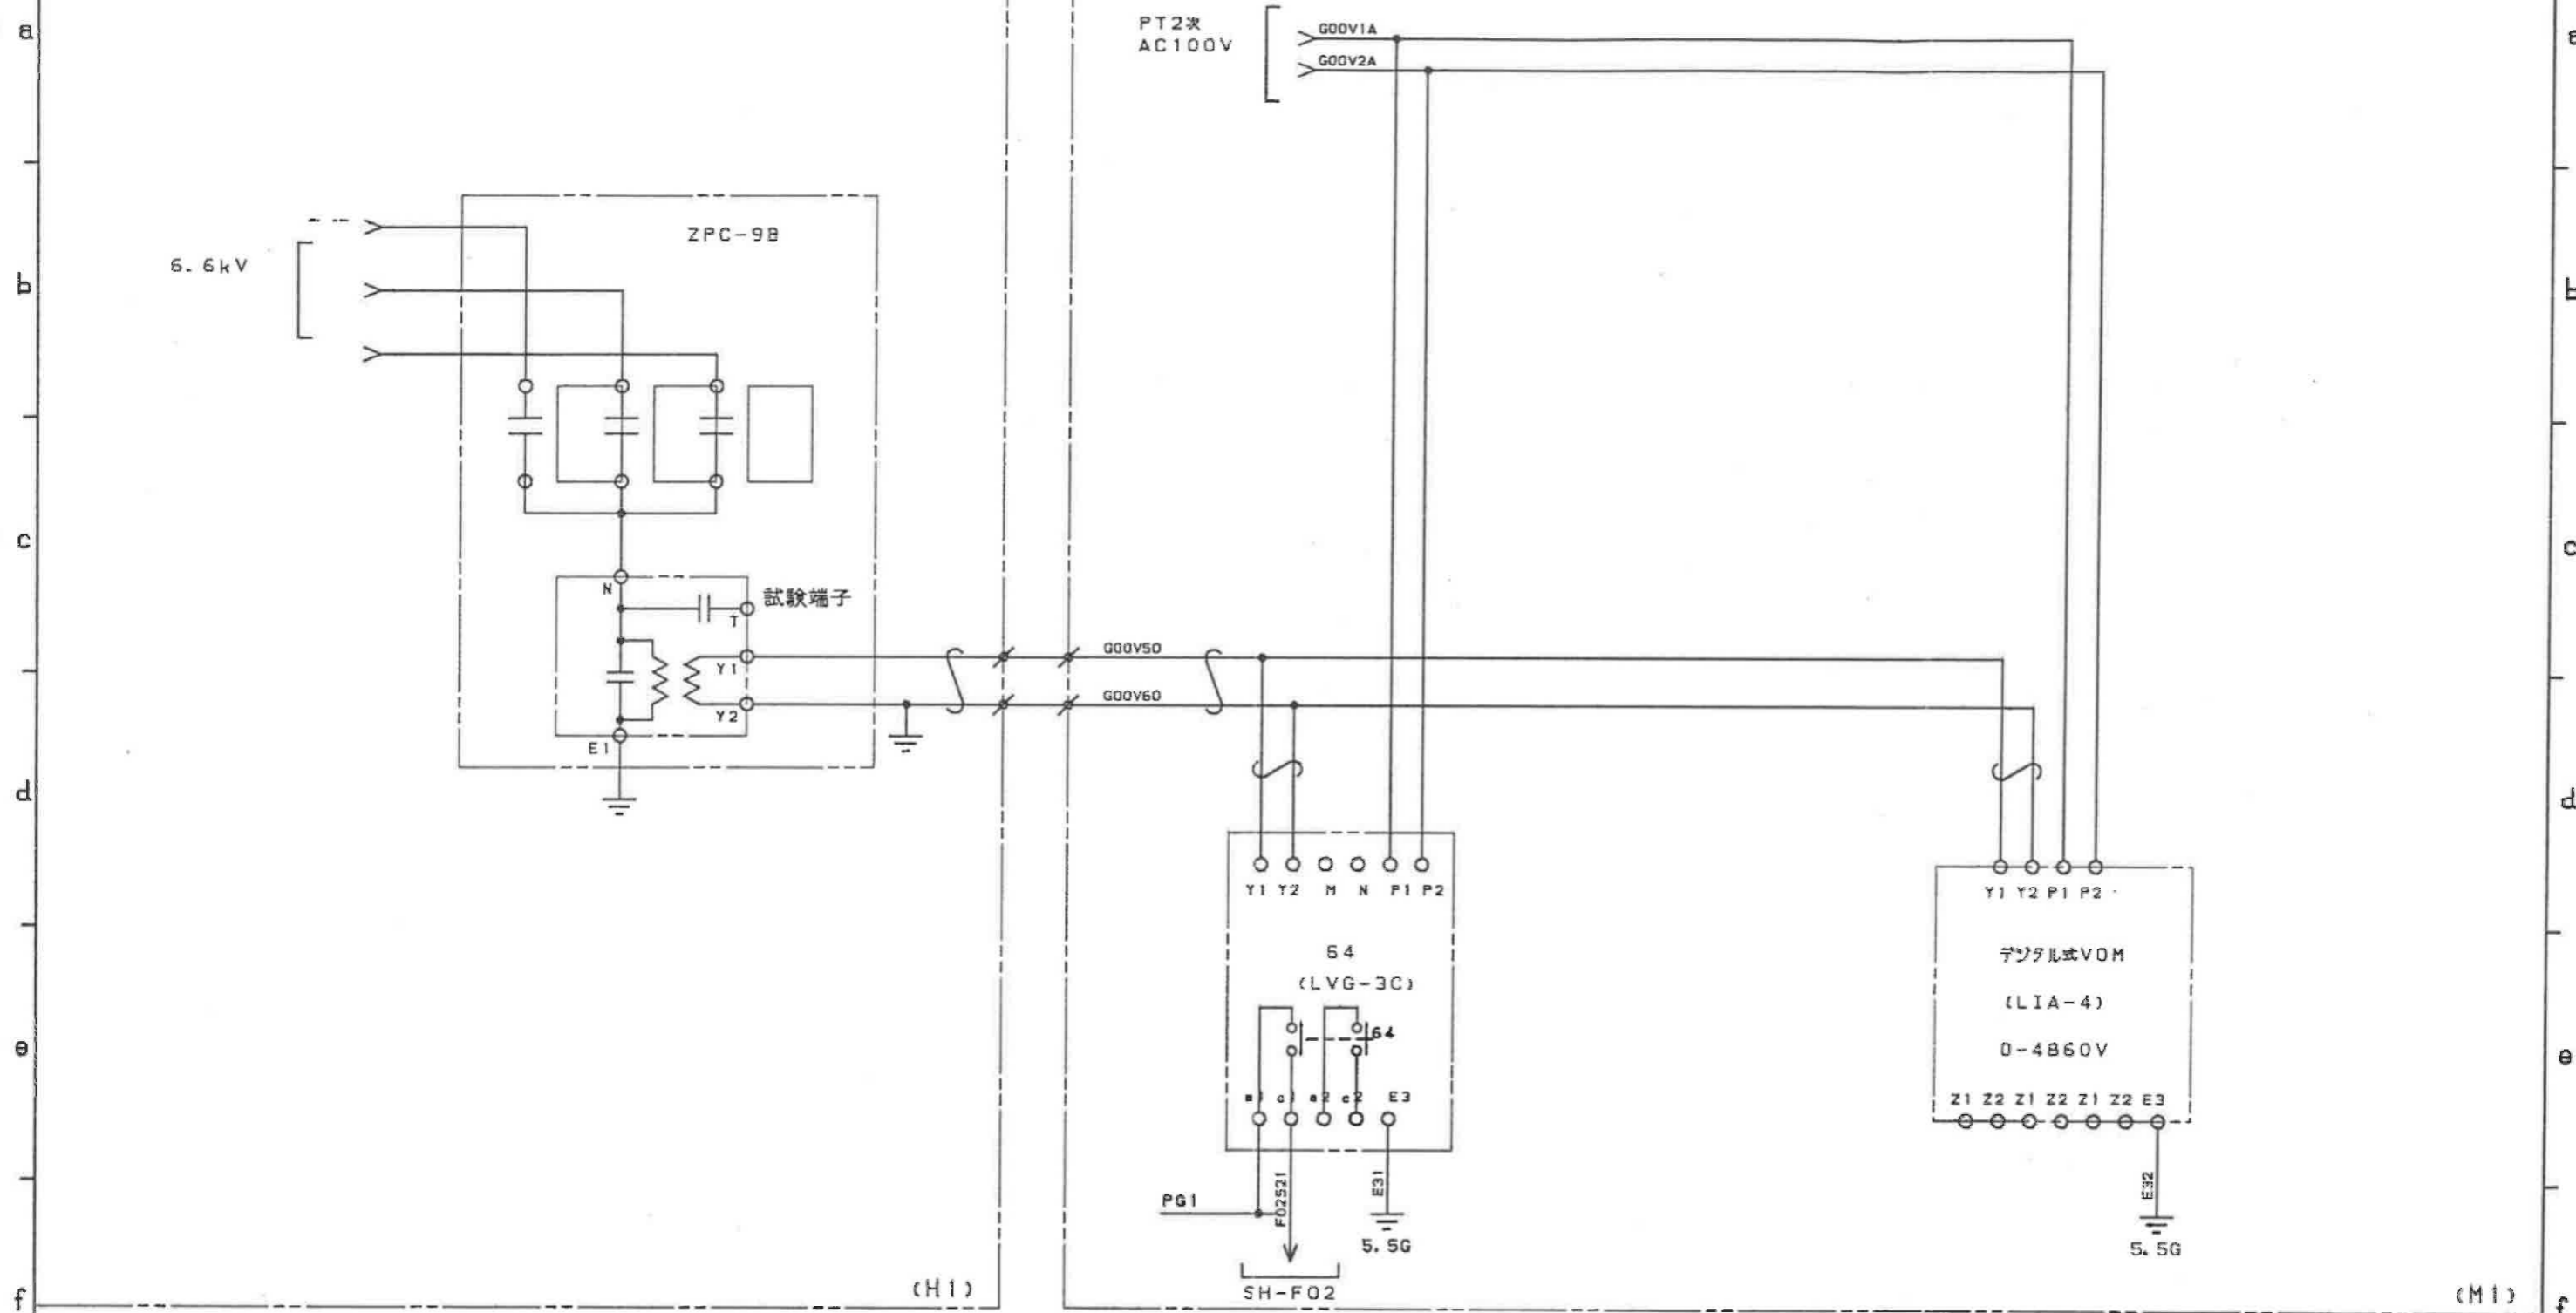 a
PT2次
AC100V
G00V1A
G00V2A
ZPC-9B
6.6kV
b
b
c
c
N
試験端子
T
Y1
Y2
E1
G00V50
G00V60
d
d
Y1 Y2 M N P1 P2
64
(LVG-3C)
64
c2
E3
Y1 Y2 P1 P2
デジタル式VOM
(LIA-4)
0-4860V
Z1 Z2 Z1 Z2 Z1 Z2 E3
e
e
PG1
F02521
E31
5.5G
E32
5.5G
SH-F02
(H1)
(M1)
f
f